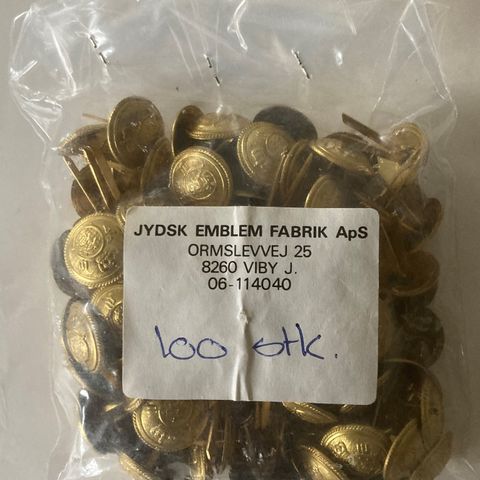 JYDSK EMBLEM FABRIK ApS
ORMSLEVVEJ 25
8260 VIBY J.
06-114040
100 stk.